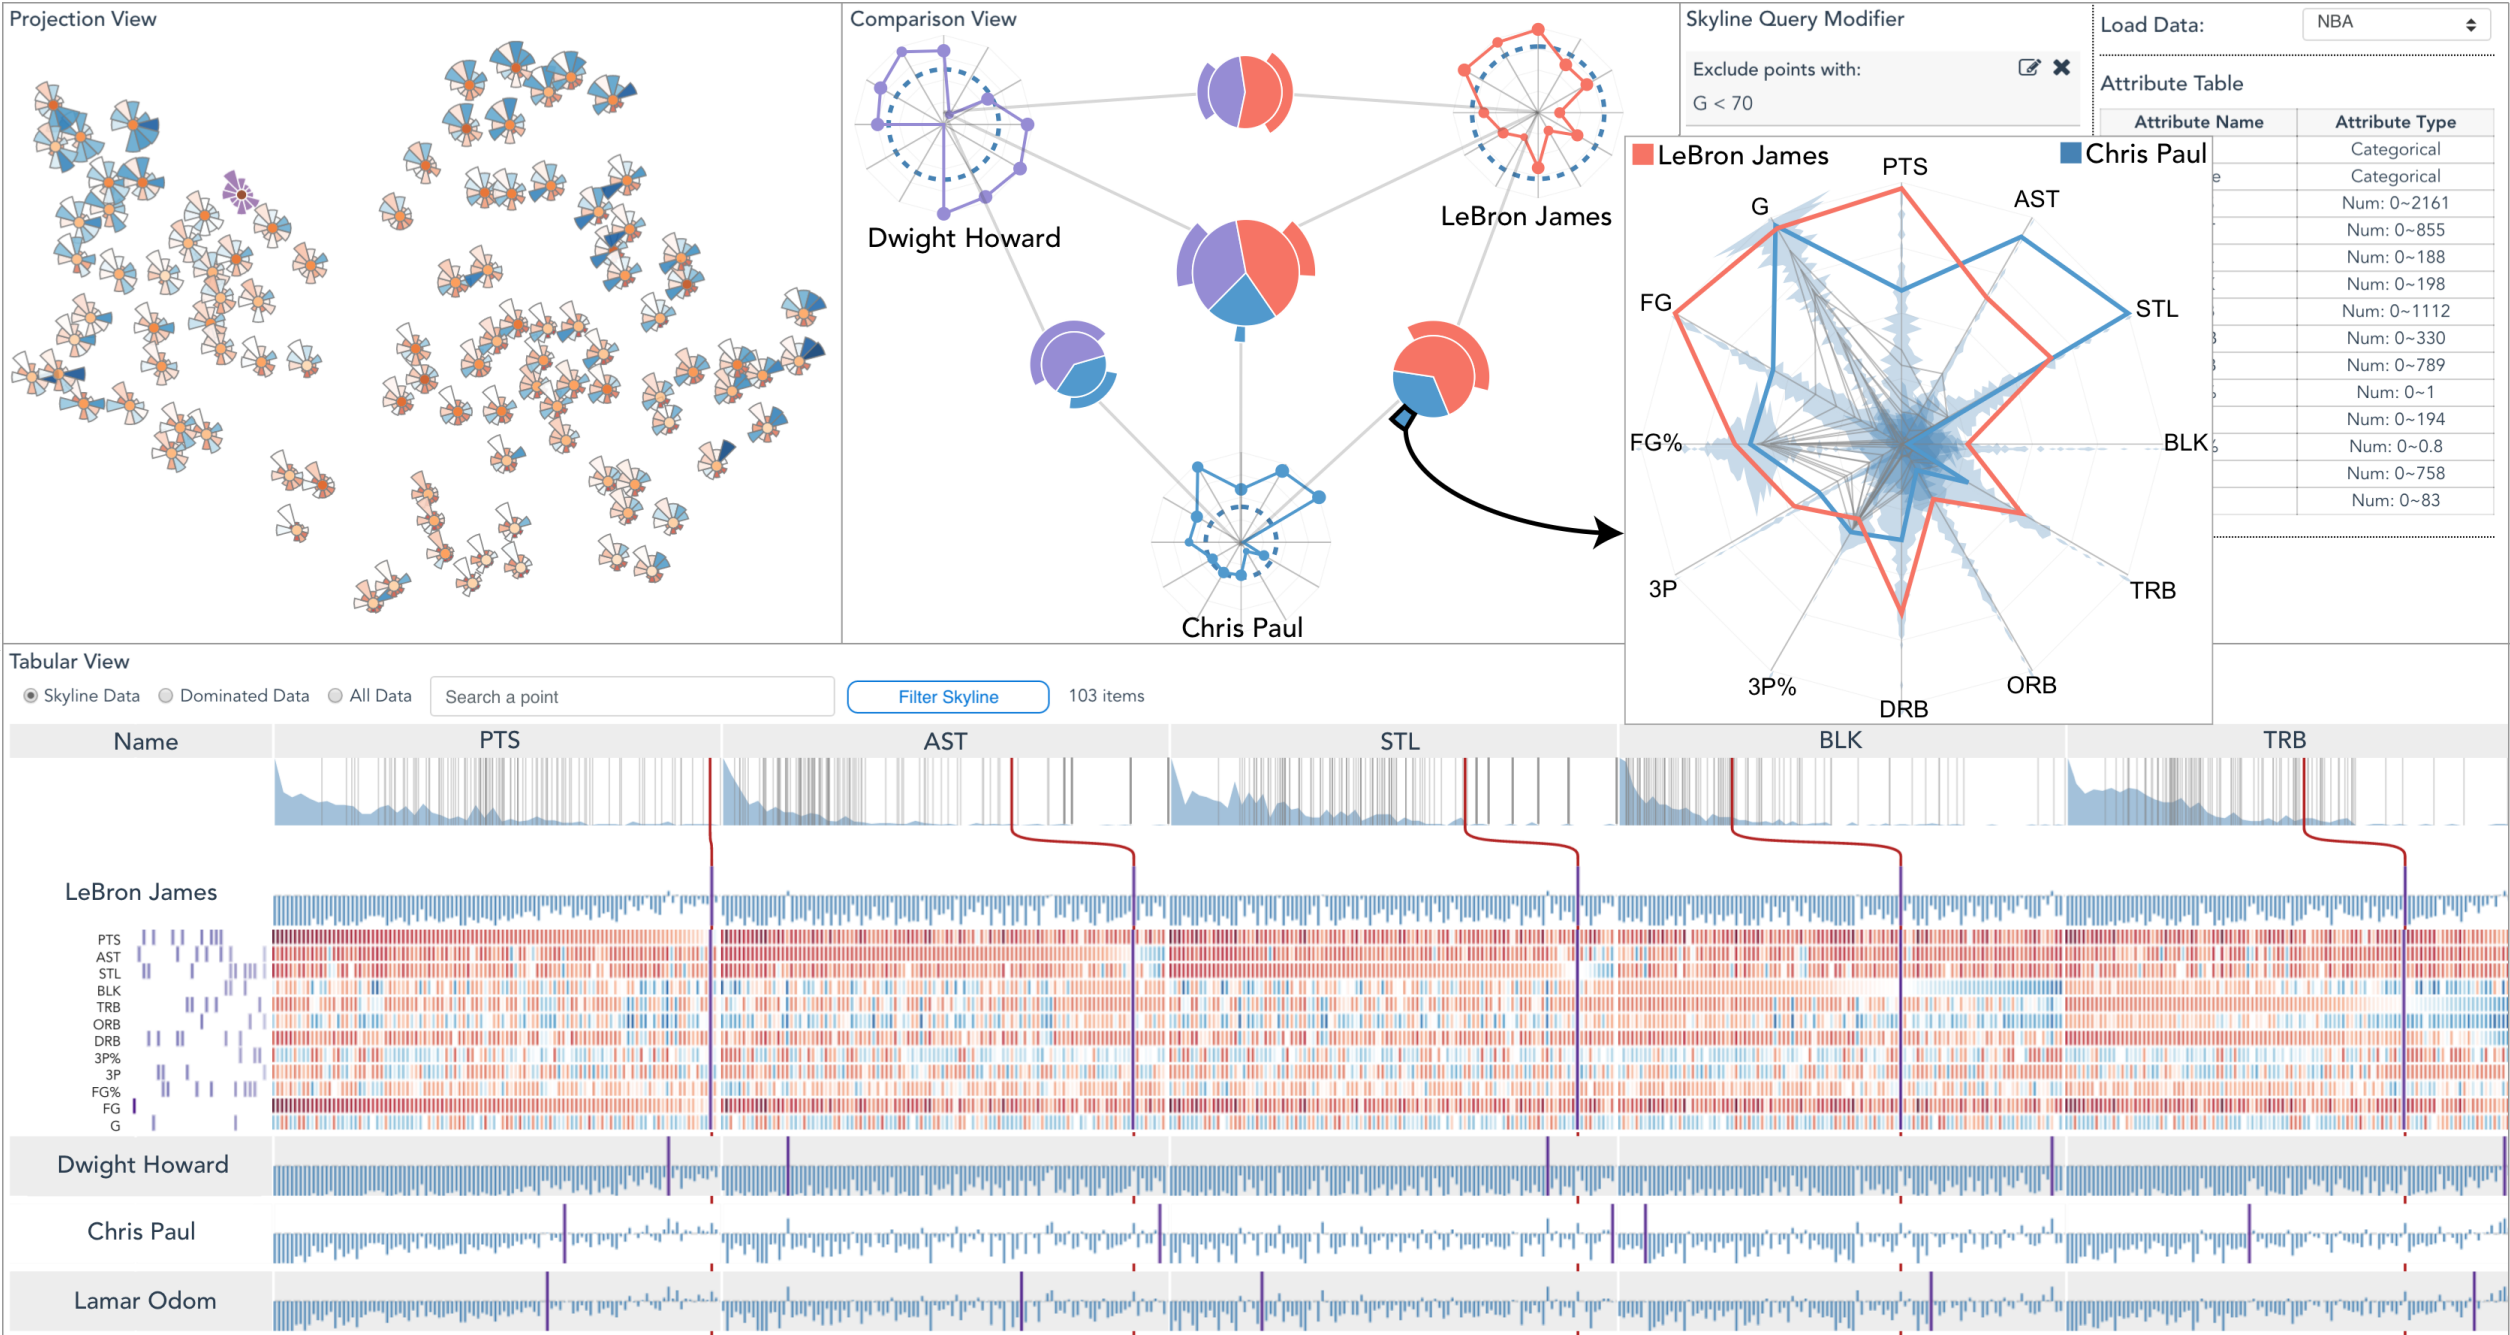 Projection View
Comparison View
Dwight Howard
LeBron James
Chris Paul
Skyline Query Modifier
Exclude points with:
G < 70
Load Data:
NBA
Attribute Table
Attribute Name
Attribute Type
Categorical
Categorical
Num: 0~2161
Num: 0~855
Num: 0~188
Num: 0~198
Num: 0~1112
Num: 0~330
Num: 0~789
Num: 0~1
Num: 0~194
Num: 0~0.8
Num: 0~758
Num: 0~83
LeBron James
Chris Paul
PTS
AST
STL
BLK
TRB
ORB
DRB
3P%
3P
FG%
FG
G
Tabular View
Skyline Data
Dominated Data
All Data
Search a point
Filter Skyline
103 items
Name
PTS
AST
STL
BLK
TRB
LeBron James
PTS
AST
STL
BLK
TRB
ORB
DRB
3P%
3P
FG%
FG
G
Dwight Howard
Chris Paul
Lamar Odom